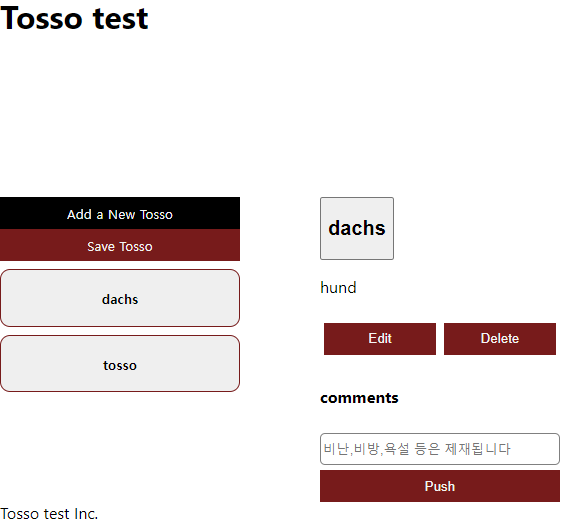 Tosso test
Add a New Tosso
Save Tosso
dachs
tosso
dachs
hund
Edit
Delete
comments
비난,비방,욕설 등은 제재됩니다
Push
Tosso test Inc.